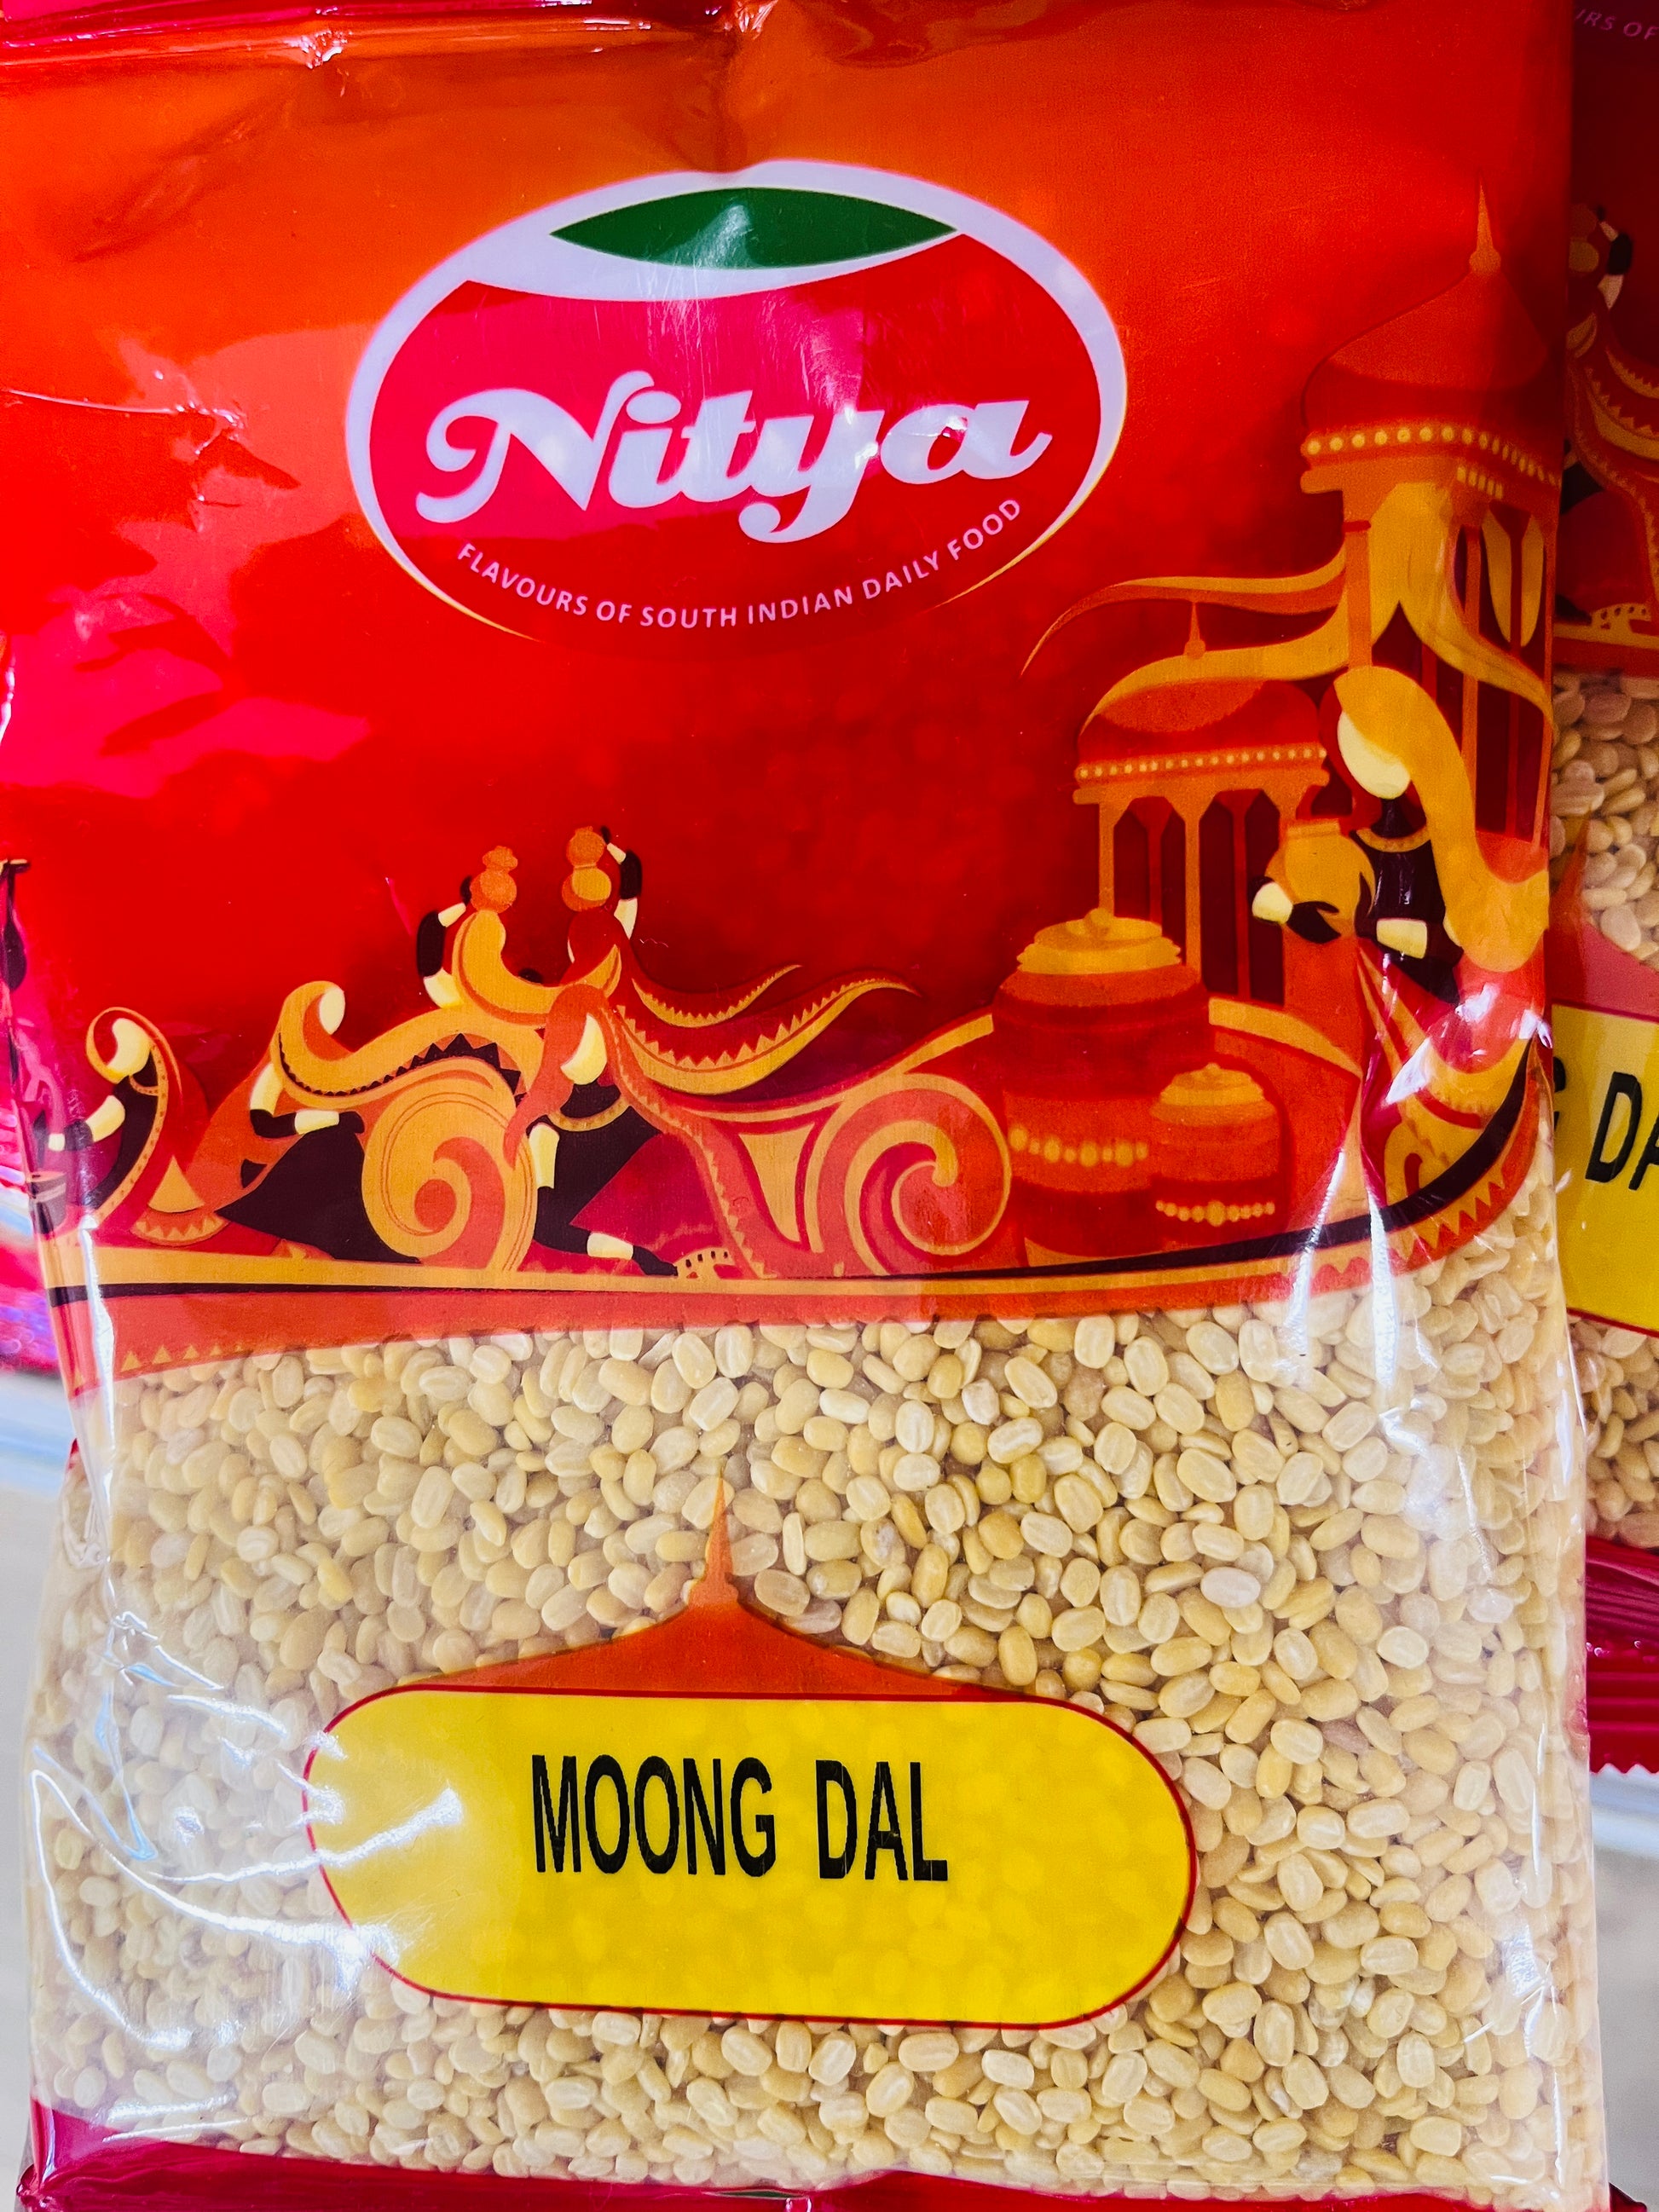 Nitya
FLAVOURS OF SOUTH INDIAN DAILY FOOD
MOONG DAL